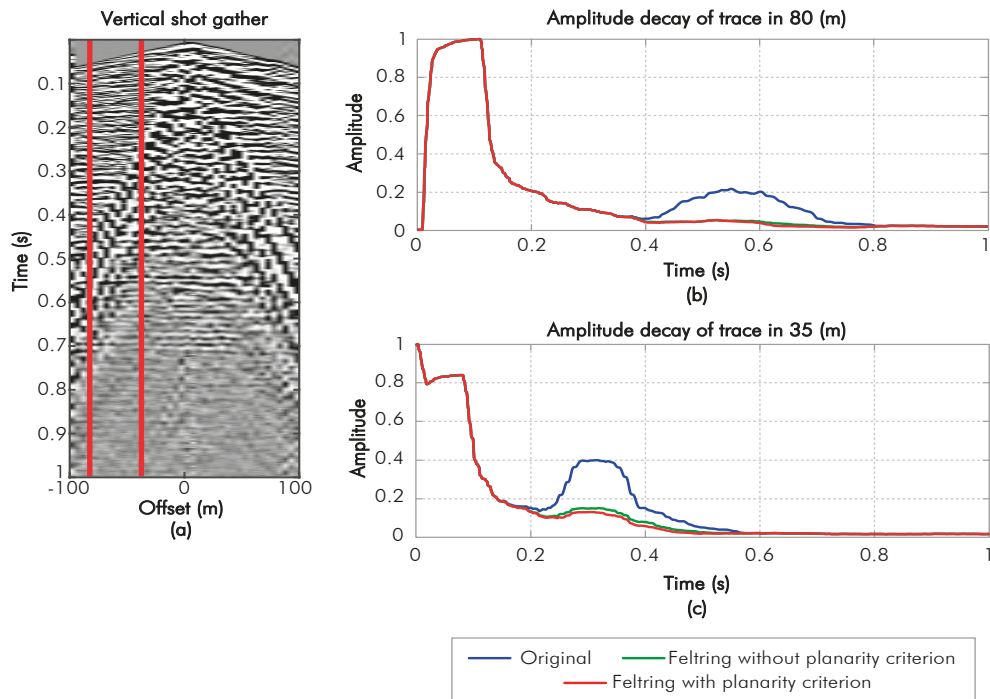 Vertical shot gather
0.1
0.2
0.3
0.4
0.5
0.6
0.7
0.8
0.9
1
Time (s)
-100
0
100
Offset (m)
(a)
Amplitude decay of trace in 80 (m)
1
0.8
0.6
0.4
0.2
0
Amplitude
0
0.2
0.4
0.6
0.8
1
Time (s)
(b)
Amplitude decay of trace in 35 (m)
1
0.8
0.6
0.4
0.2
0
Amplitude
0
0.2
0.4
0.6
0.8
1
Time (s)
(c)
Original
Feltring without planarity criterion
Feltring with planarity criterion